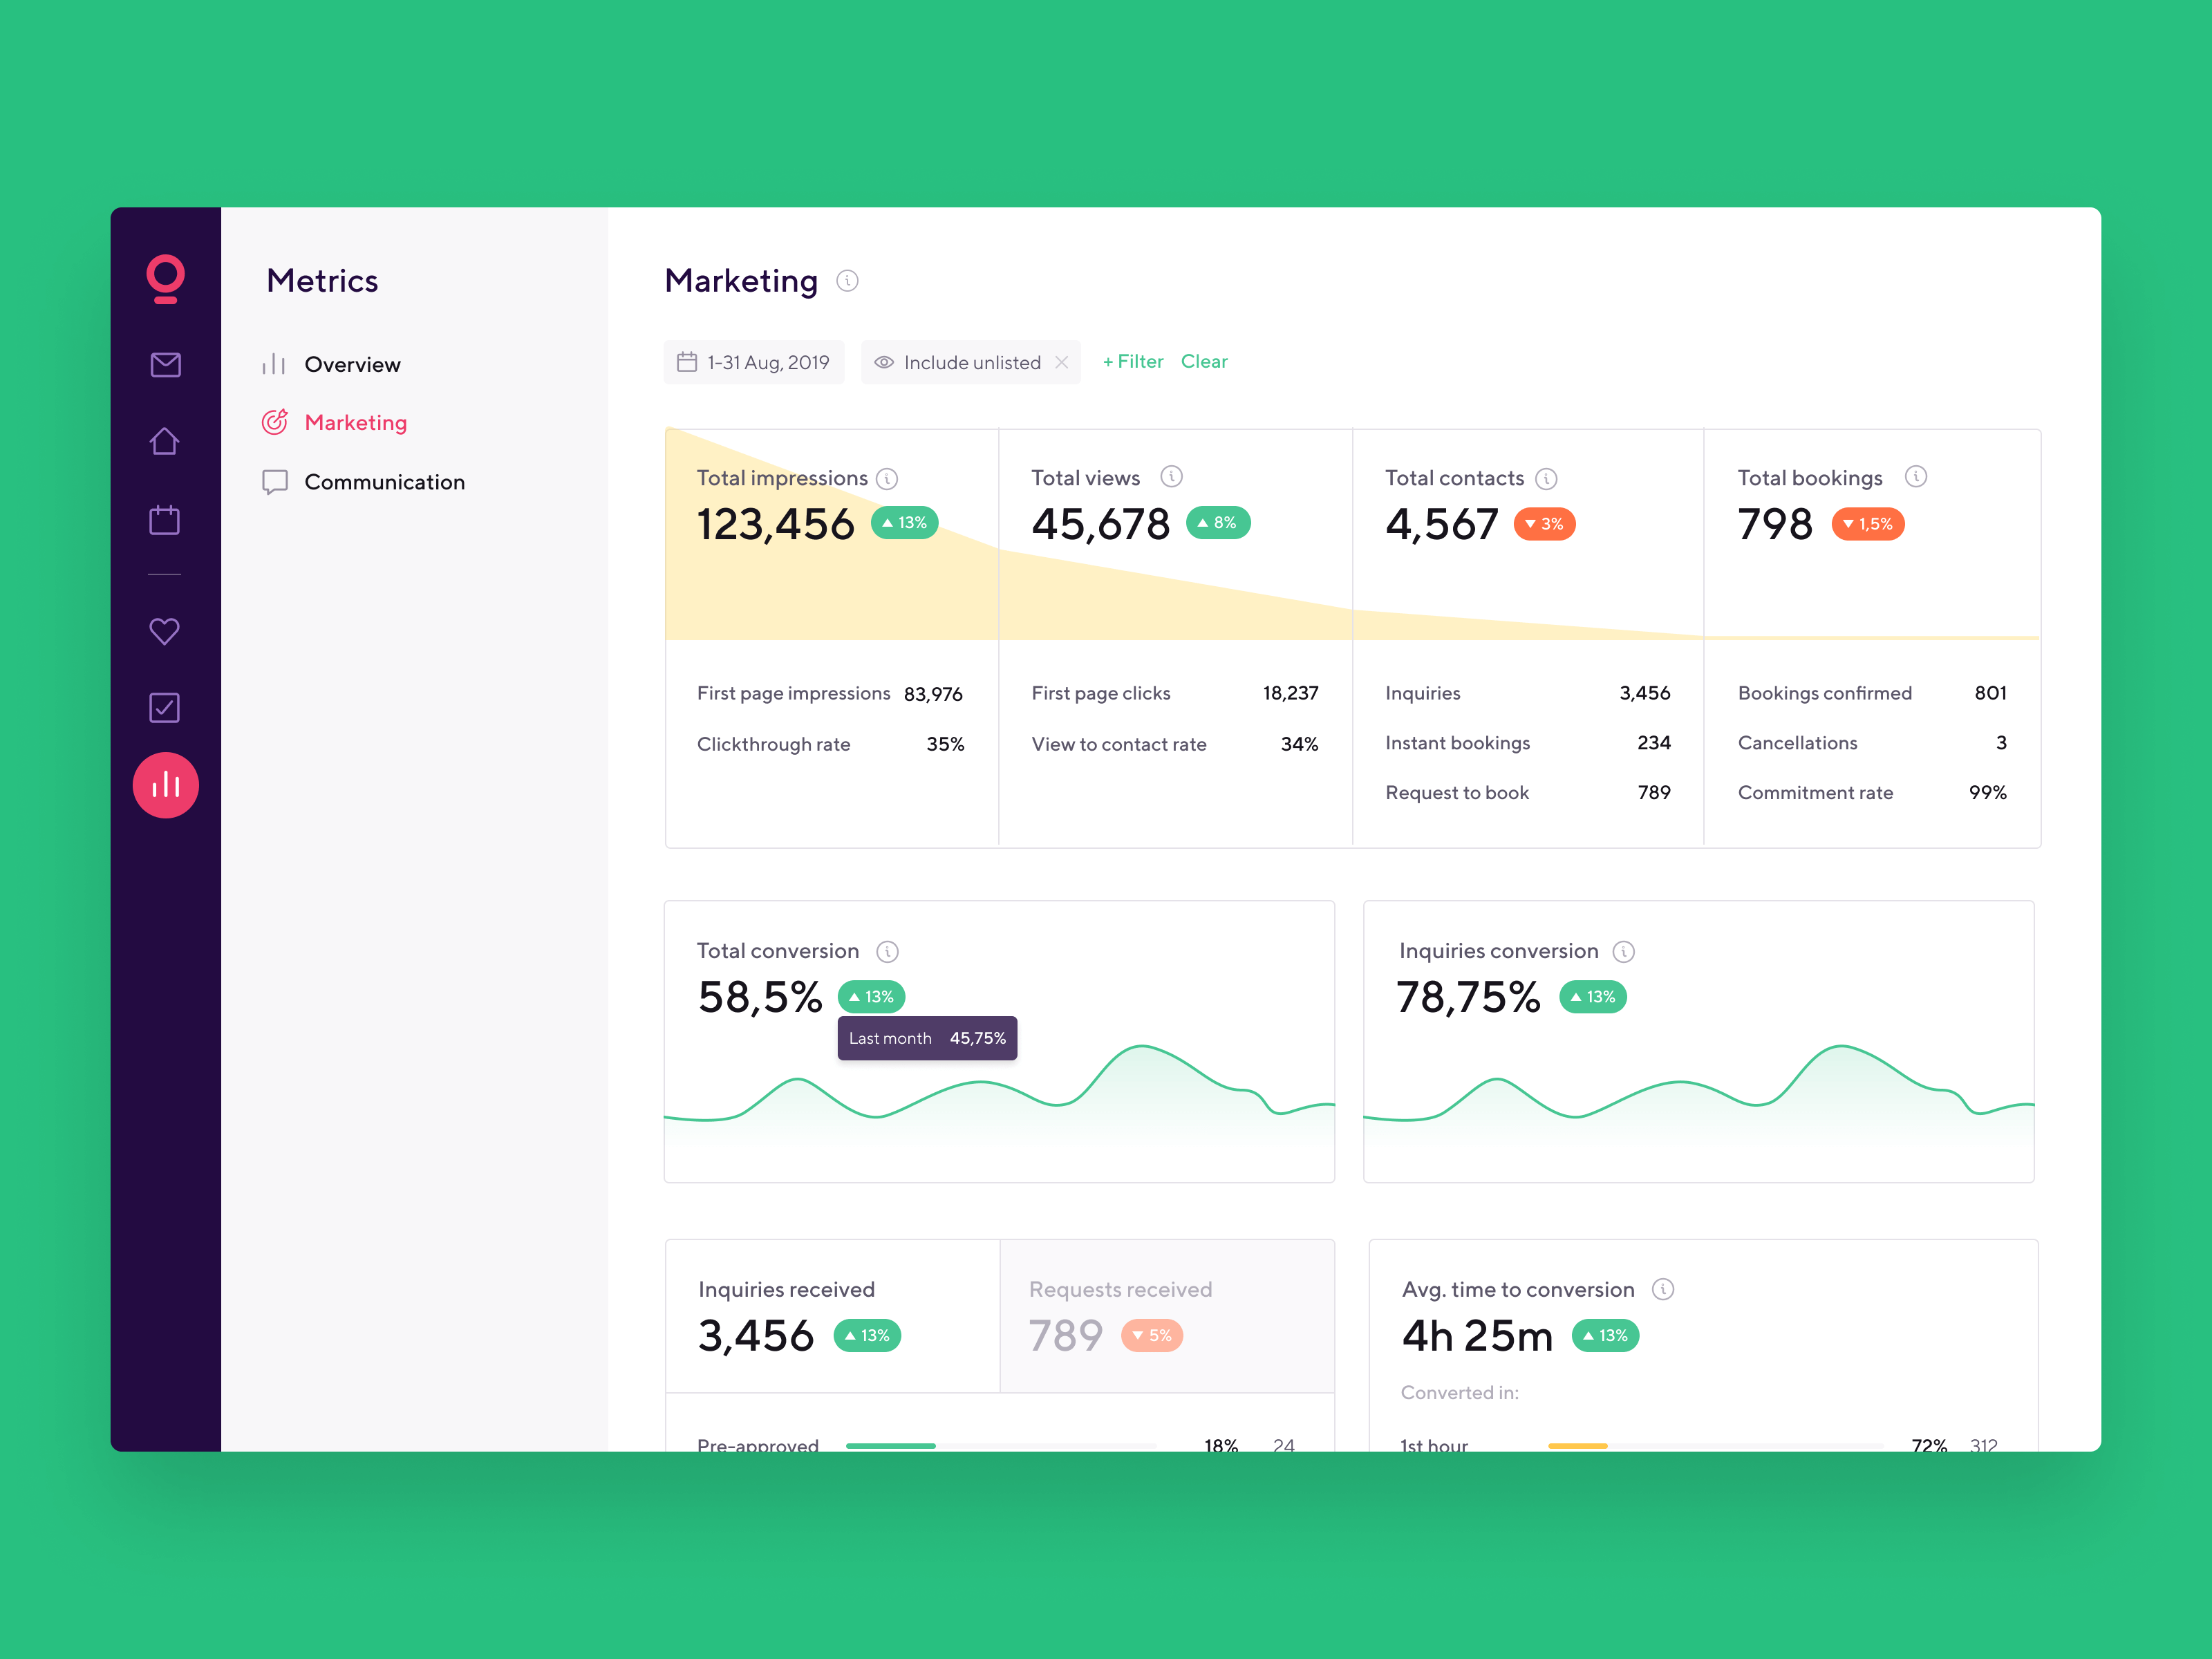 Metrics
Overview
Marketing
Communication
Marketing
1-31 Aug, 2019
Include unlisted
+ Filter
Clear
Total impressions
123,456
13%
First page impressions 83,976
Clickthrough rate 35%
Total views
45,678
8%
First page clicks 18,237
View to contact rate 34%
Total contacts
4,567
3%
Inquiries 3,456
Instant bookings 234
Request to book 789
Total bookings
798
1,5%
Bookings confirmed 801
Cancellations 3
Commitment rate 99%
Total conversion
58,5%
13%
Last month 45,75%
Inquiries conversion
78,75%
13%
Inquiries received
3,456
13%
Requests received
789
5%
Pre-approved 18% 24
Avg. time to conversion
4h 25m
13%
Converted in:
1st hour 72% 312